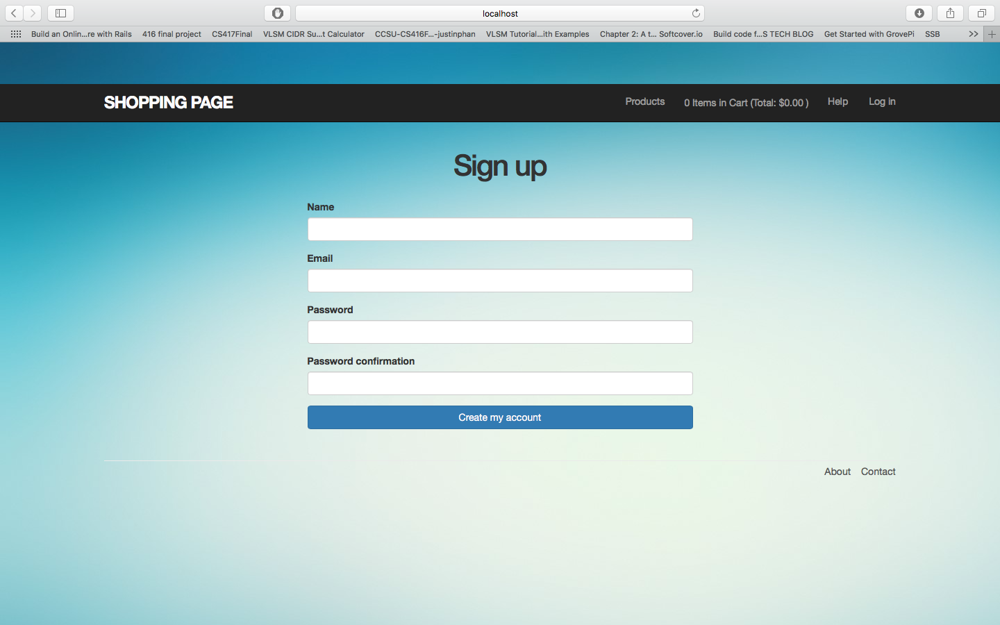 localhost
Build an Onlin...re with Rails 416 final project CS417Final VLSM CIDR Su...t Calculator CCSU-CS416F...-justinphan VLSM Tutorial...ith Examples Chapter 2: A t... Softcover.io Build code f...S TECH BLOG Get Started with GrovePi SSB >>
SHOPPING PAGE Products 0 Items in Cart (Total: $0.00 ) Help Log in
Sign up
Name
Email
Password
Password confirmation
Create my account
About Contact